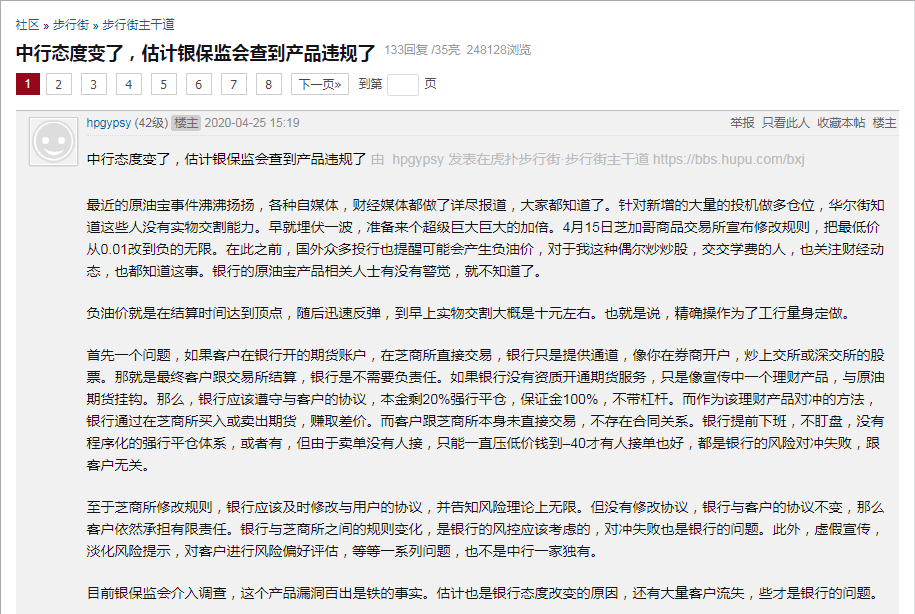 社区 » 步行街 » 步行街主干道
中行态度变了，估计银保监会查到产品违规了 133回复 /35亮 248128浏览
1 2 3 4 5 6 7 8 下一页» 到第 页
hpgypsy (42级) 楼主 2020-04-25 15:19 举报 只看此人 收藏本帖 楼主
中行态度变了，估计银保监会查到产品违规了 由 hpgypsy 发表在虎扑步行街·步行街主干道 https://bbs.hupu.com/bxj
最近的原油宝事件沸沸扬扬，各种自媒体，财经媒体都做了详尽报道，大家都知道了。针对新增的大量的投机做多仓位，华尔街知
道这些人没有实物交割能力。早就埋伏一波，准备来个超级巨大巨大的加倍。4月15日芝加哥商品交易所宣布修改规则，把最低价
从0.01改到负的无限。在此之前，国外众多投行也提醒可能会产生负油价，对于我这种偶尔炒炒股，交交学费的人，也关注财经动
态，也都知道这事。银行的原油宝产品相关人士有没有警觉，就不知道了。
负油价就是在结算时间达到顶点，随后迅速反弹，到早上实物交割大概是十元左右。也就是说，精确操作为了工行量身定做。
首先一个问题，如果客户在银行开的期货账户，在芝商所直接交易，银行只是提供通道，像你在券商开户，炒上交所或深交所的股
票。那就是最终客户跟交易所结算，银行是不需要负责任。如果银行没有资质开通期货服务，只是像宣传中一个理财产品，与原油
期货挂钩。那么，银行应该遵守与客户的协议，本金剩20%强行平仓，保证金100%，不带杠杆。而作为该理财产品对冲的方法，
银行通过在芝商所买入或卖出期货，赚取差价。而客户跟芝商所本身未直接交易，不存在合同关系。银行提前下班，不盯盘，没有
程序化的强行平仓体系，或者有，但由于卖单没有人接，只能一直压低价钱到–40才有人接单也好，都是银行的风险对冲失败，跟
客户无关。
至于芝商所修改规则，银行应该及时修改与用户的协议，并告知风险理论上无限。但没有修改协议，银行与客户的协议不变，那么
客户依然承担有限责任。银行与芝商所之间的规则变化，是银行的风控应该考虑的，对冲失败也是银行的问题。此外，虚假宣传，
淡化风险提示，对客户进行风险偏好评估，等等一系列问题，也不是中行一家独有。
目前银保监会介入调查，这个产品漏洞百出是铁的事实。估计也是银行态度改变的原因，还有大量客户流失，些才是银行的问题。